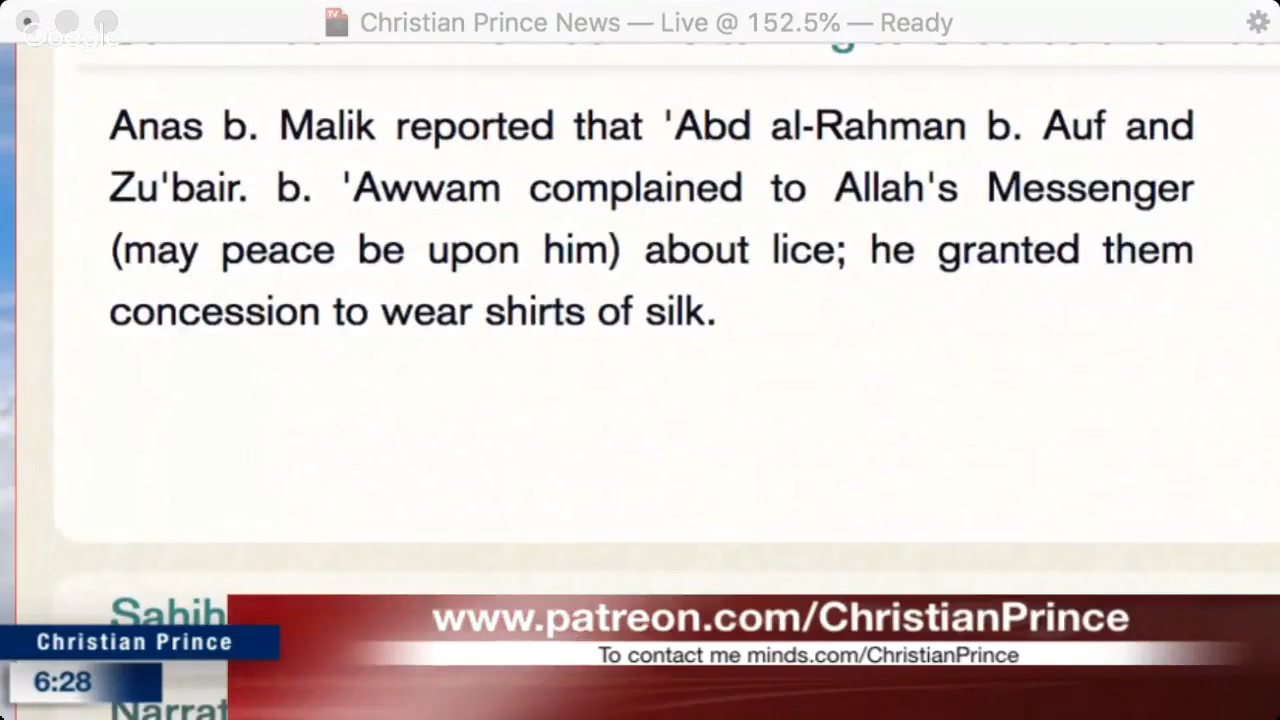 Christian Prince News — Live @ 152.5% — Ready
Google
Anas b. Malik reported that 'Abd al-Rahman b. Auf and
Zu'bair. b. 'Awwam complained to Allah's Messenger
(may peace be upon him) about lice; he granted them
concession to wear shirts of silk.
Sahih
www.patreon.com/ChristianPrince
Christian Prince
To contact me minds.com/ChristianPrince
6:28
Narrat